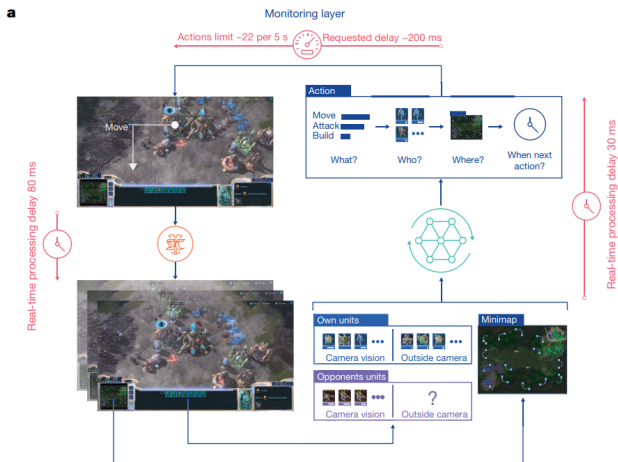 a
Monitoring layer
Actions limit ~22 per 5 s
Requested delay ~200 ms
Move
Action
Move
Attack
Build
What?
Who?
Where?
When next
action?
Real-time processing delay 80 ms
Real-time processing delay 30 ms
Own units
Camera vision
Outside camera
Minimap
Opponents units
?
Camera vision
Outside camera